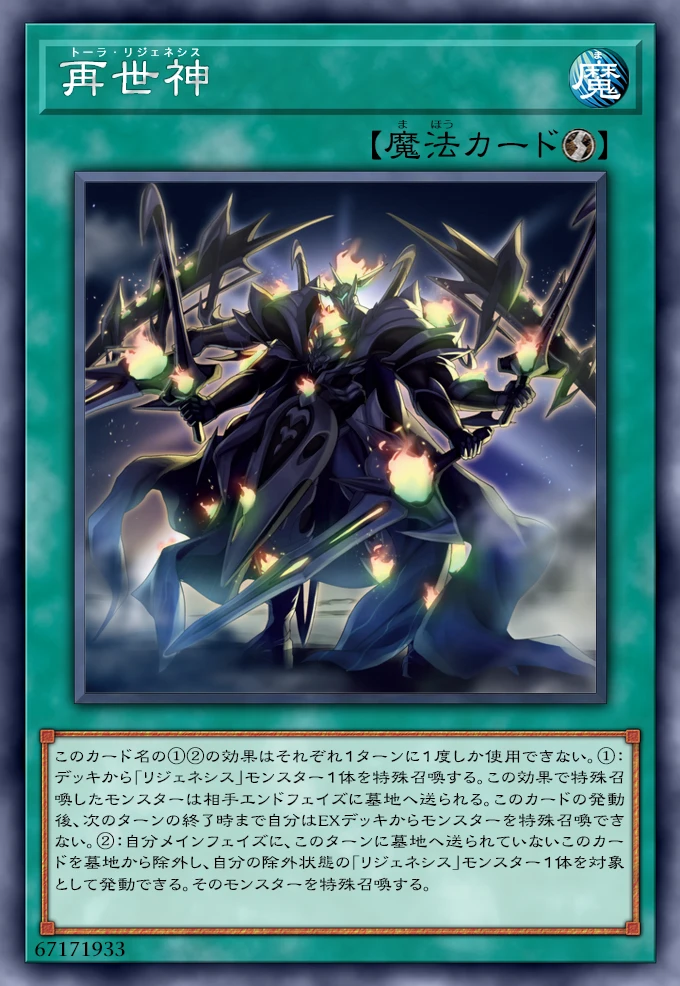 トーラ・リジェネシス
再世神
ま
魔
ま ほう
【魔法カード】
このカード名の①②の効果はそれぞれ1ターンに1度しか使用できない。①：
デッキから「リジェネシス」モンスター1体を特殊召喚する。この効果で特殊召
喚したモンスターは相手エンドフェイズに墓地へ送られる。このカードの発動
後、次のターンの終了時まで自分はEXデッキからモンスターを特殊召喚でき
ない。②：自分メインフェイズに、このターンに墓地へ送られていないこのカー
ドを墓地から除外し、自分の除外状態の「リジェネシス」モンスター1体を対象
として発動できる。そのモンスターを特殊召喚する。
67171933